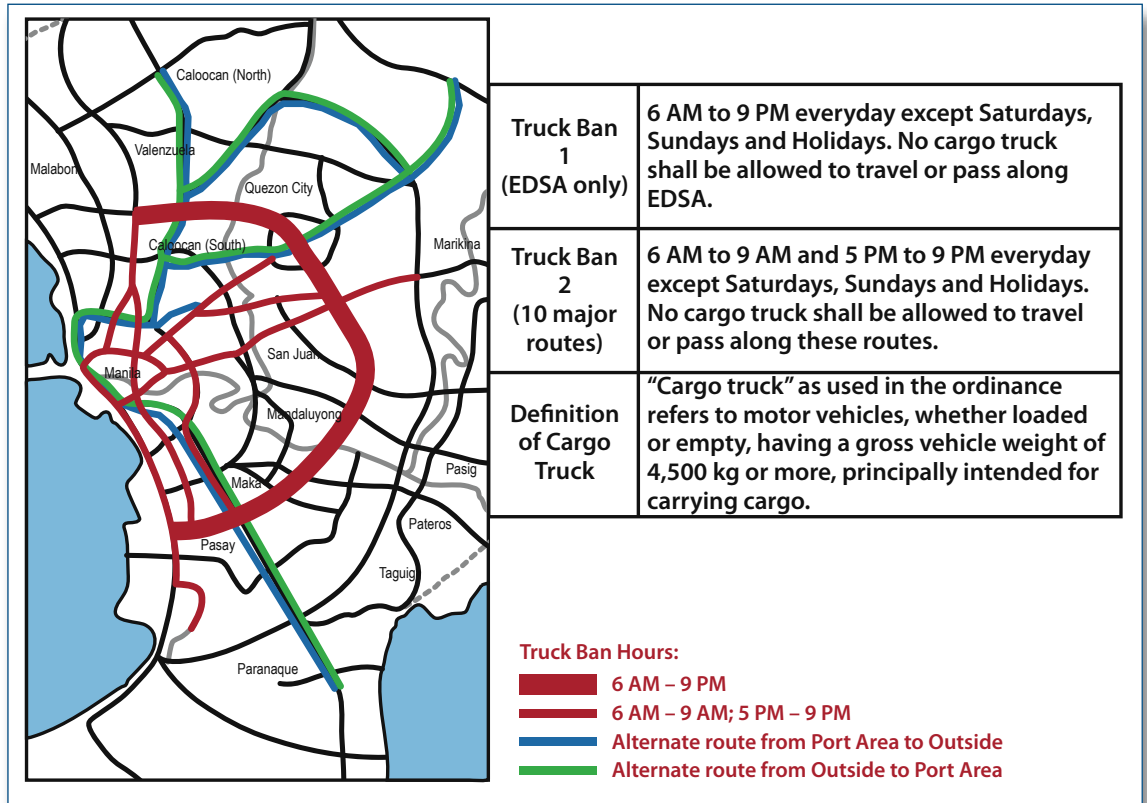 Caloocan (North)
Valenzuela
Malabon
Quezon City
Caloocan (South)
Marikina
San Juan
Manila
Mandaluyong
Pasig
Maka
Pateros
Pasay
Taguig
Paranaque
Truck Ban
1
(EDSA only)
6 AM to 9 PM everyday except Saturdays,
Sundays and Holidays. No cargo truck
shall be allowed to travel or pass along
EDSA.
Truck Ban
2
(10 major
routes)
6 AM to 9 AM and 5 PM to 9 PM everyday
except Saturdays, Sundays and Holidays.
No cargo truck shall be allowed to travel
or pass along these routes.
Definition
of Cargo
Truck
“Cargo truck” as used in the ordinance
refers to motor vehicles, whether loaded
or empty, having a gross vehicle weight of
4,500 kg or more, principally intended for
carrying cargo.
Truck Ban Hours:
6 AM – 9 PM
6 AM – 9 AM; 5 PM – 9 PM
Alternate route from Port Area to Outside
Alternate route from Outside to Port Area